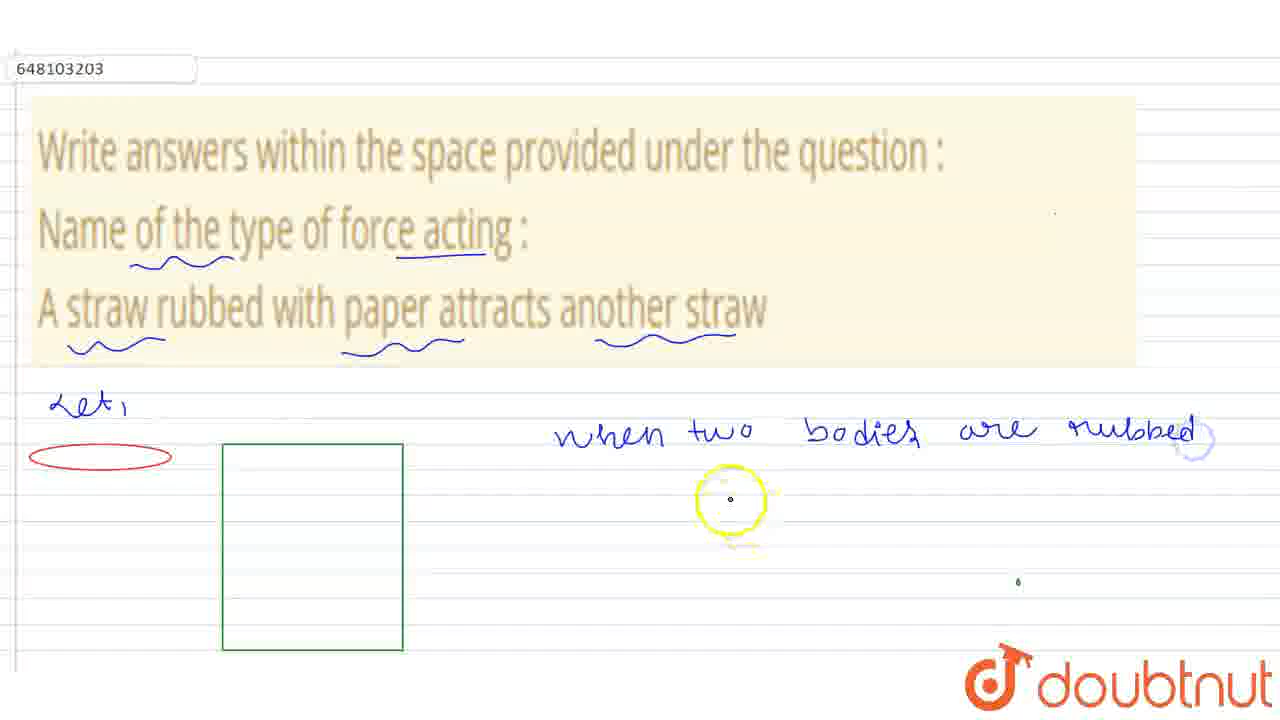 648103203
Write answers within the space provided under the question :
Name of the type of force acting :
A straw rubbed with paper attracts another straw
Let,
when two bodies are rubbed
doubtnut